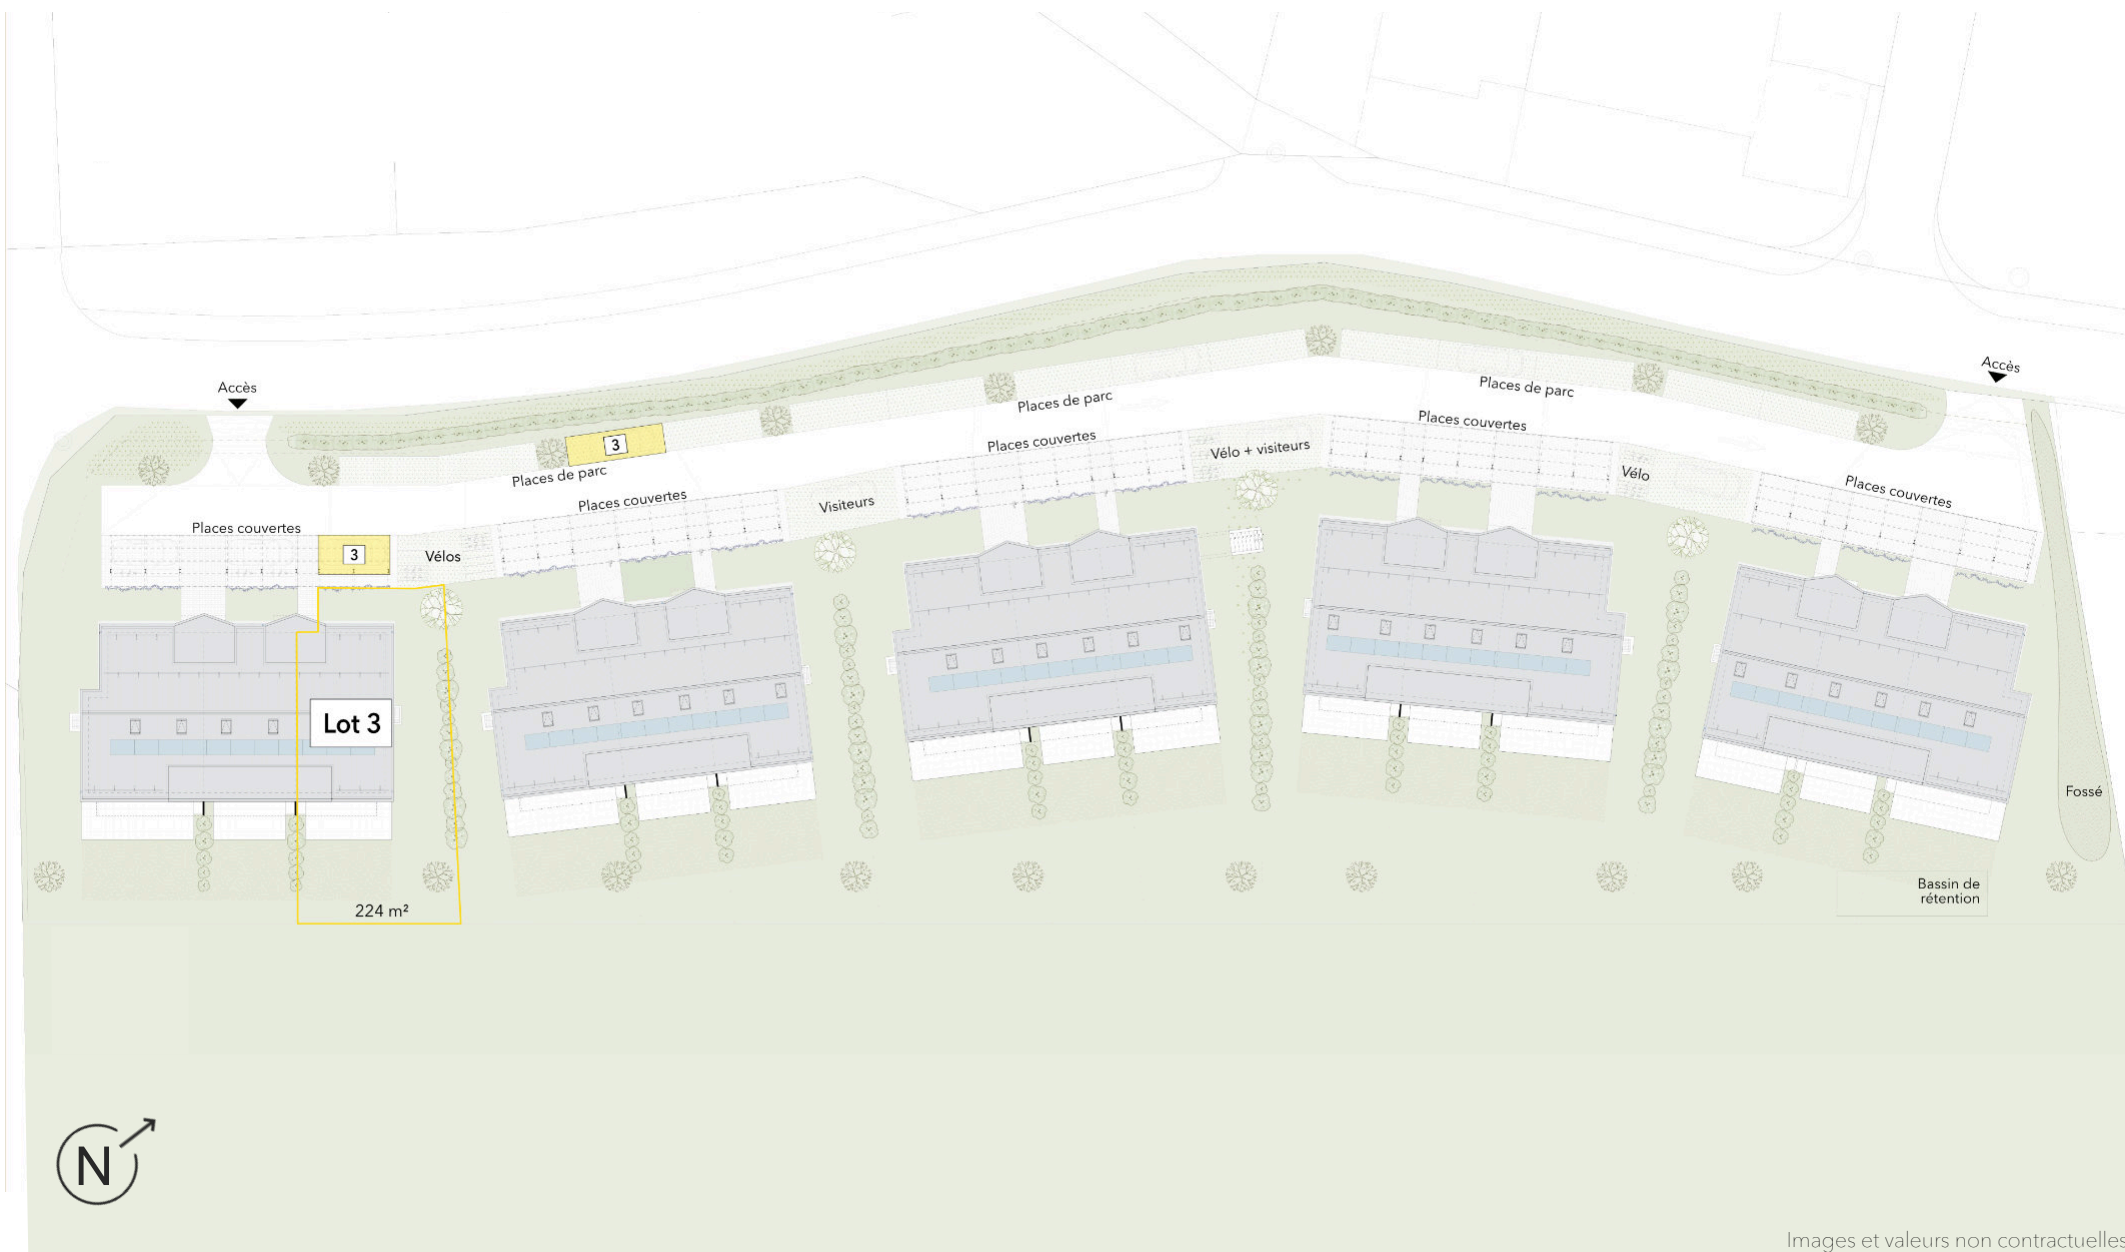 Accès
Accès
Places de parc
Places de parc
3
Places couvertes
Places couvertes
Vélo + visiteurs
Vélo
Places de parc
Places couvertes
Places couvertes
Visiteurs
Places couvertes
3
Vélos
Lot 3
Fossé
Bassin de
rétention
224 m²
N
Images et valeurs non contractuelles